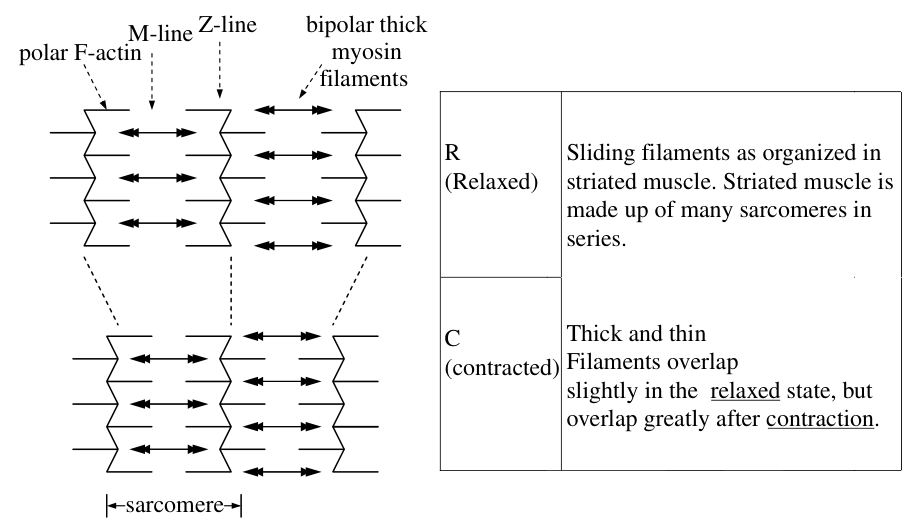 polar F-actin
M-line
Z-line
bipolar thick
myosin
filaments
R
(Relaxed)
Sliding filaments as organized in
striated muscle. Striated muscle is
made up of many sarcomeres in
series.
C
(contracted)
Thick and thin
Filaments overlap
slightly in the relaxed state, but
overlap greatly after contraction.
sarcomere